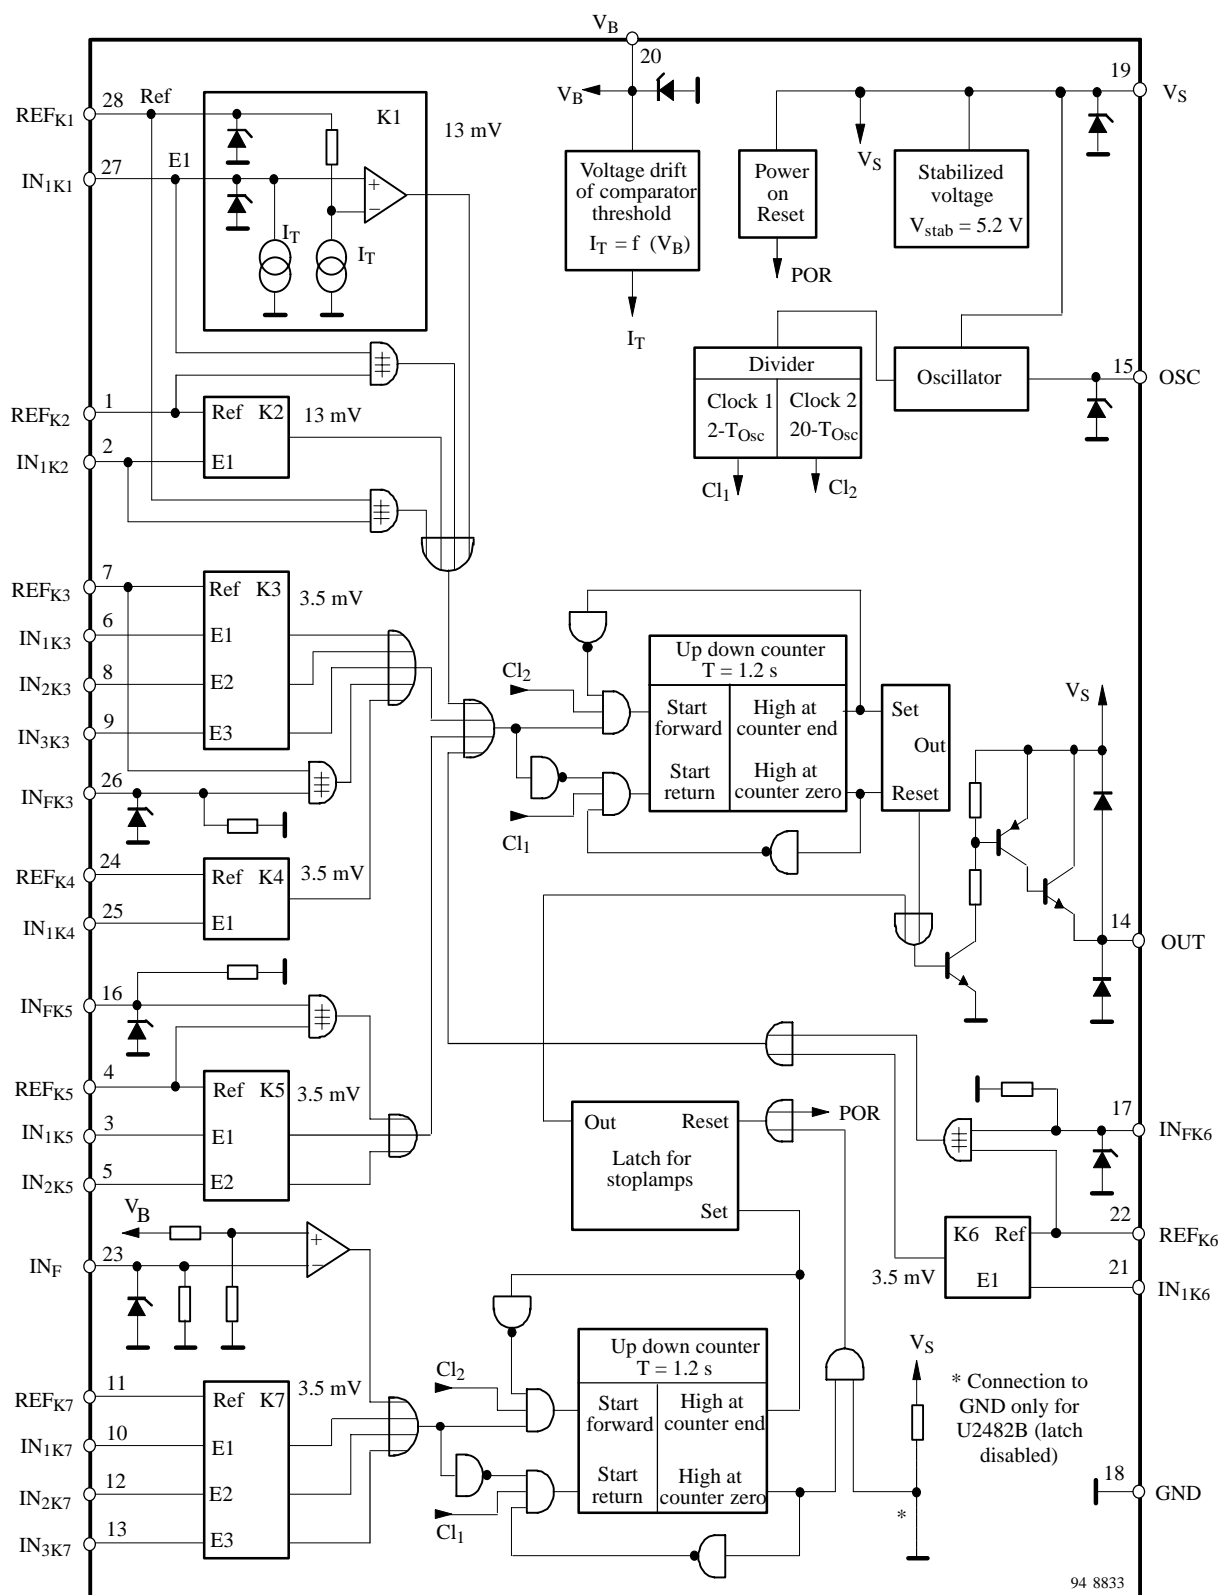 V_B
20
V_B
19
V_S
V_S
28
Ref
REF_K1
K1
13 mV
27
E1
IN_1K1
+
−
I_T
I_T
Voltage drift
of comparator
threshold
I_T = f (V_B)
I_T
Power
on
Reset
POR
Stabilized
voltage
V_stab = 5.2 V
Divider
Clock 1
2-T_Osc
Clock 2
20-T_Osc
Cl_1
Cl_2
Oscillator
15
OSC
1
REF_K2
Ref
K2
13 mV
2
IN_1K2
E1
7
REF_K3
Ref
K3
3.5 mV
6
IN_1K3
E1
8
IN_2K3
E2
9
IN_3K3
E3
26
IN_FK3
24
REF_K4
Ref
K4
3.5 mV
25
IN_1K4
E1
Cl_2
Cl_1
Up down counter
T = 1.2 s
Start
forward
High at
counter end
Start
return
High at
counter zero
Set
Out
Reset
V_S
14
OUT
16
IN_FK5
4
REF_K5
Ref
K5
3.5 mV
3
IN_1K5
E1
5
IN_2K5
E2
Out
Reset
Latch for
stoplamps
Set
POR
17
IN_FK6
22
REF_K6
K6
Ref
E1
3.5 mV
21
IN_1K6
V_B
+
−
23
IN_F
11
REF_K7
Ref
K7
3.5 mV
10
IN_1K7
E1
12
IN_2K7
E2
13
IN_3K7
E3
Cl_2
Cl_1
Up down counter
T = 1.2 s
Start
forward
High at
counter end
Start
return
High at
counter zero
V_S
*
* Connection to
GND only for
U2482B (latch
disabled)
18
GND
94 8833